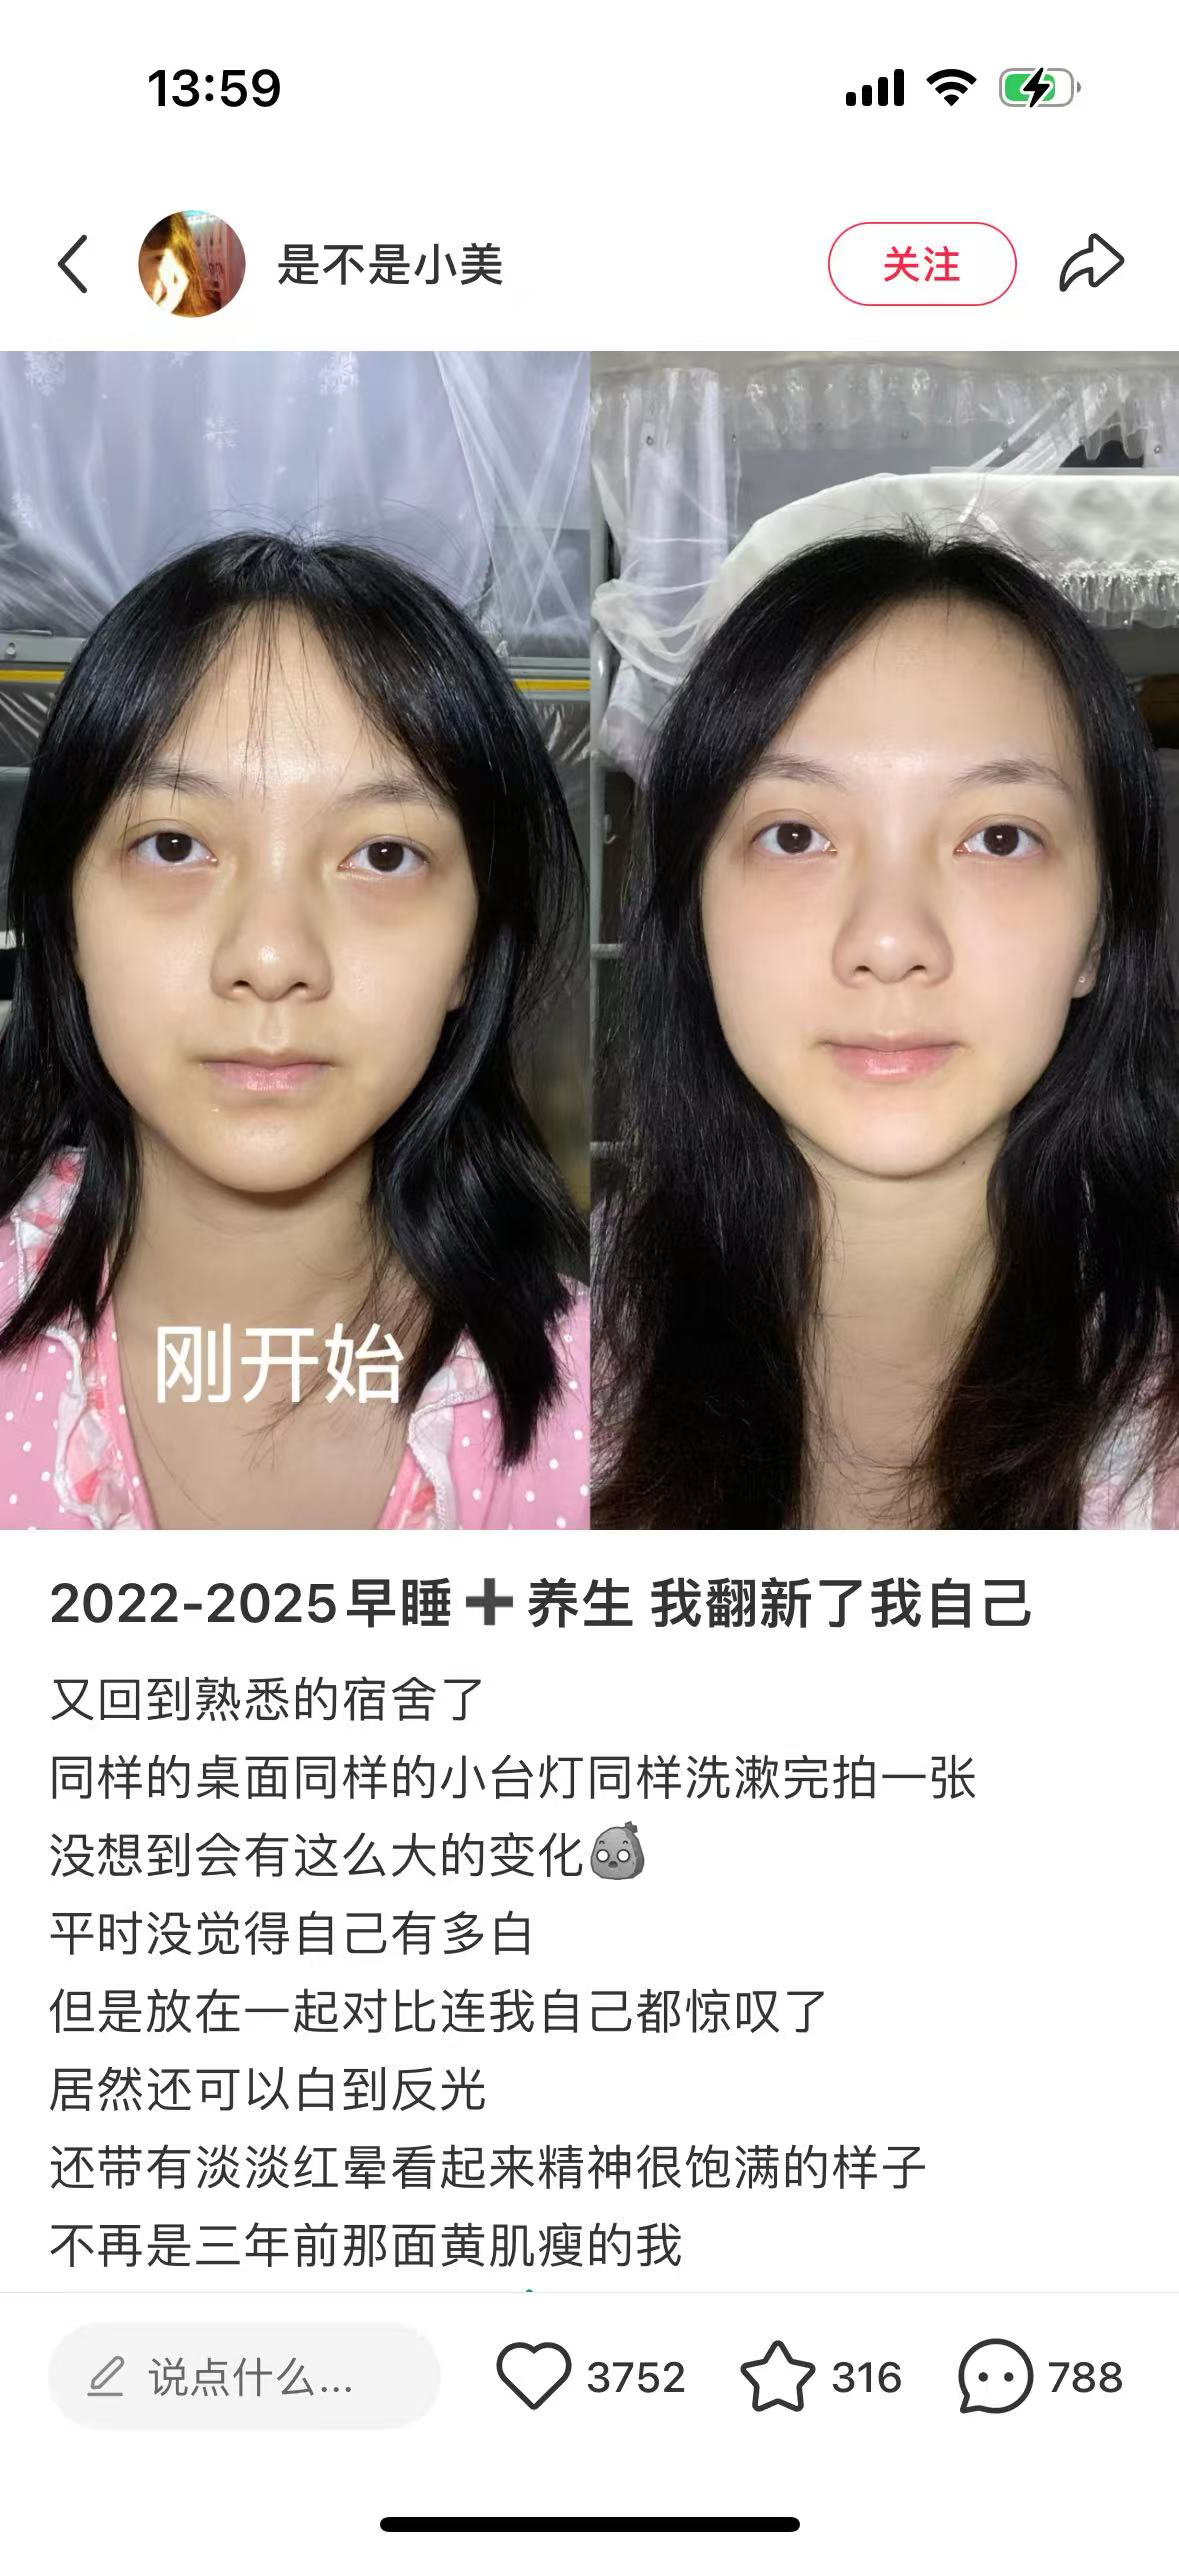 13:59
是不是小美
关注
刚开始
2022-2025早睡➕养生 我翻新了我自己
又回到熟悉的宿舍了
同样的桌面同样的小台灯同样洗漱完拍一张
没想到会有这么大的变化
平时没觉得自己有多白
但是放在一起对比连我自己都惊叹了
居然还可以白到反光
还带有淡淡红晕看起来精神很饱满的样子
不再是三年前那面黄肌瘦的我
说点什么...
3752
316
788